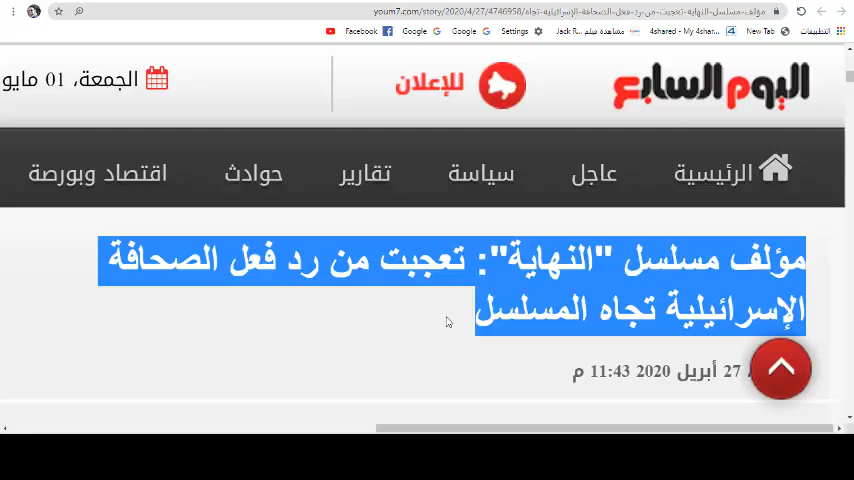 youm7.com/story/2020/4/27/مؤلف-مسلسل-النهاية-تعجبت-من-رد-فعل-الصحافة-الإسرائيلية-تجاه/4746958
التطبيقات New Tab 4shared - My 4shar... مشاهدة فيلم Jack R... Settings Google Google Facebook
اليوم السابع للإعلان الجمعة، 01 مايو
الرئيسية عاجل سياسة تقارير حوادث اقتصاد وبورصة
مؤلف مسلسل "النهاية": تعجبت من رد فعل الصحافة
الإسرائيلية تجاه المسلسل
27 أبريل 2020 11:43 م